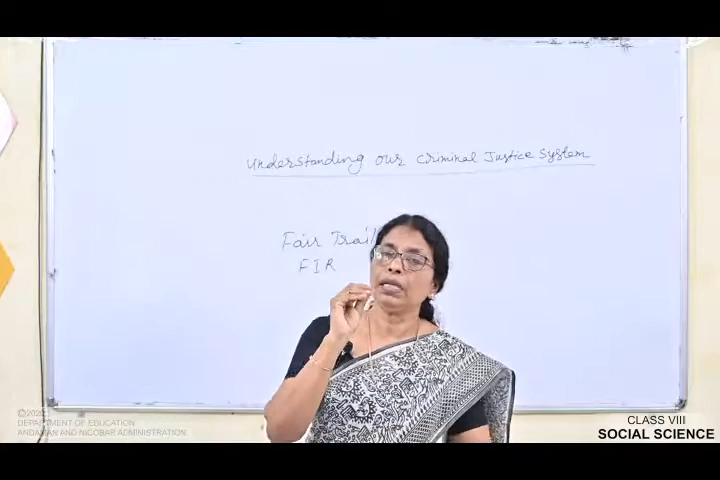 Understanding our Criminal Justice System
Fair Trail
FIR
DEPARTMENT OF EDUCATION
ANDAMAN AND NICOBAR ADMINISTRATION
CLASS VIII
SOCIAL SCIENCE